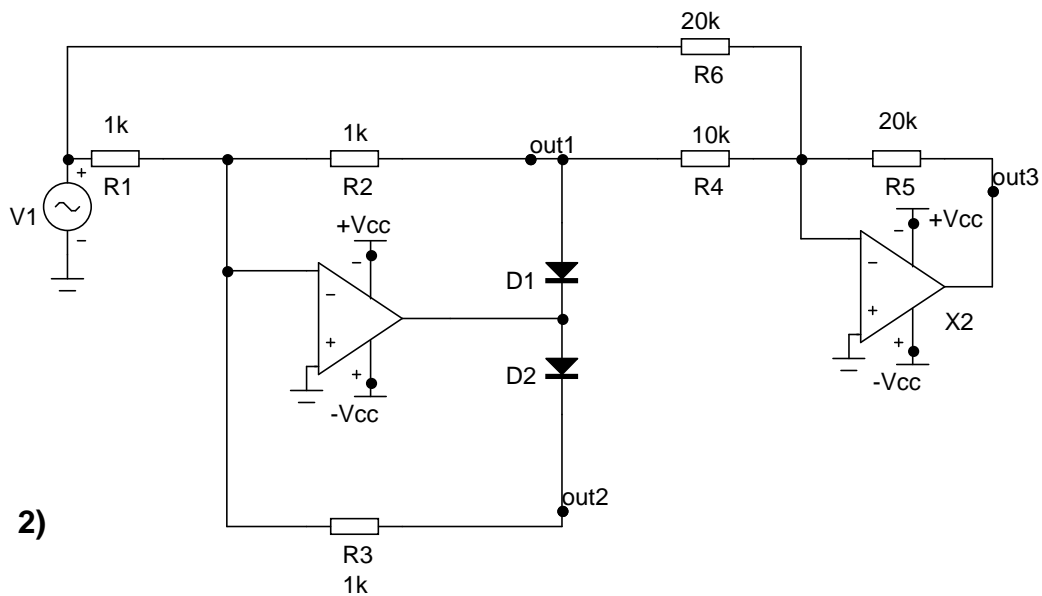 20k
R6
1k
1k
out1
10k
20k
R1
R2
R4
R5
out3
+
V1
−
+Vcc
−
−
+
+
-Vcc
D1
D2
+Vcc
−
−
+
+
X2
-Vcc
2)
out2
R3
1k